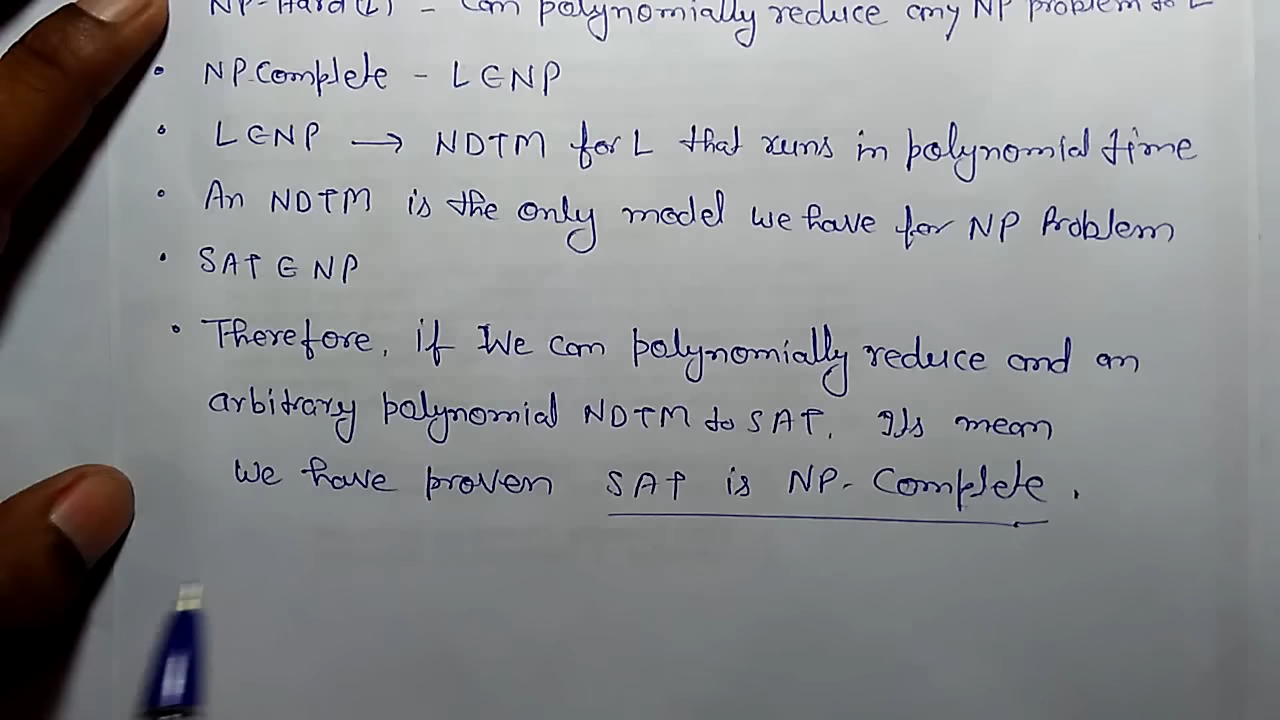 NP-Hard(L) - Can polynomially reduce any NP problem to L
• NP-Complete - L∈NP
• L∈NP → NDTM for L that runs in polynomial time
• An NDTM is the only model we have for NP Problem
• SAT ∈ NP
• Therefore, if We can polynomially reduce and an
arbitrary polynomial NDTM to SAT. Its mean
We have proven SAT is NP-Complete.